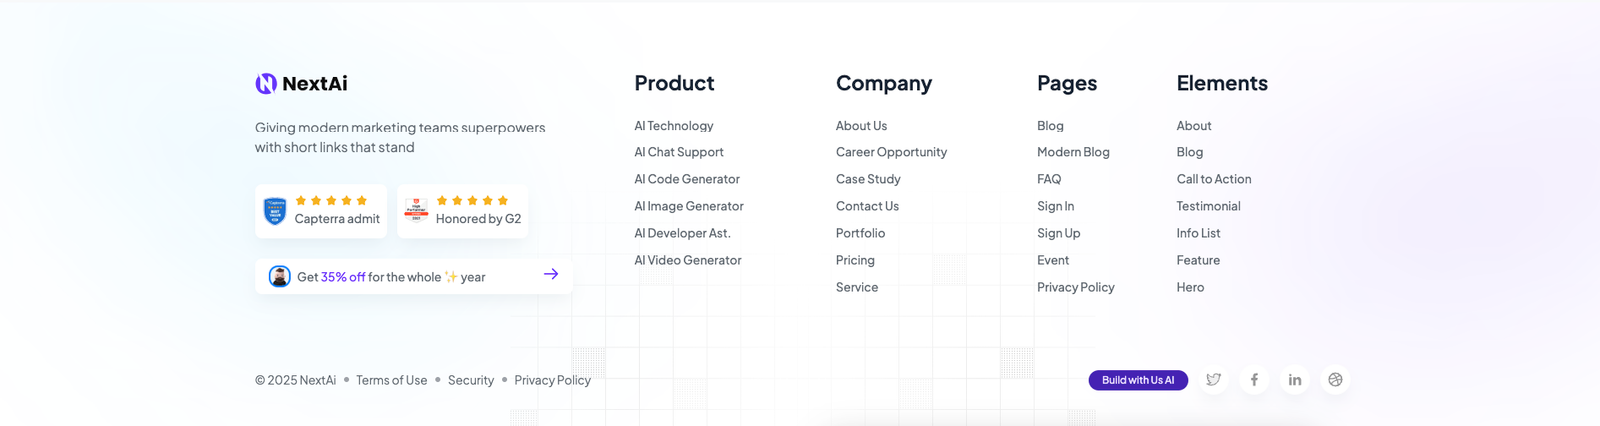 NextAi
Giving modern marketing teams superpowers
with short links that stand
Capterra admit
Honored by G2
Get 35% off for the whole ✨ year
Product
AI Technology
AI Chat Support
AI Code Generator
AI Image Generator
AI Developer Ast.
AI Video Generator
Company
About Us
Career Opportunity
Case Study
Contact Us
Portfolio
Pricing
Service
Pages
Blog
Modern Blog
FAQ
Sign In
Sign Up
Event
Privacy Policy
Elements
About
Blog
Call to Action
Testimonial
Info List
Feature
Hero
© 2025 NextAi • Terms of Use • Security • Privacy Policy
Build with Us AI